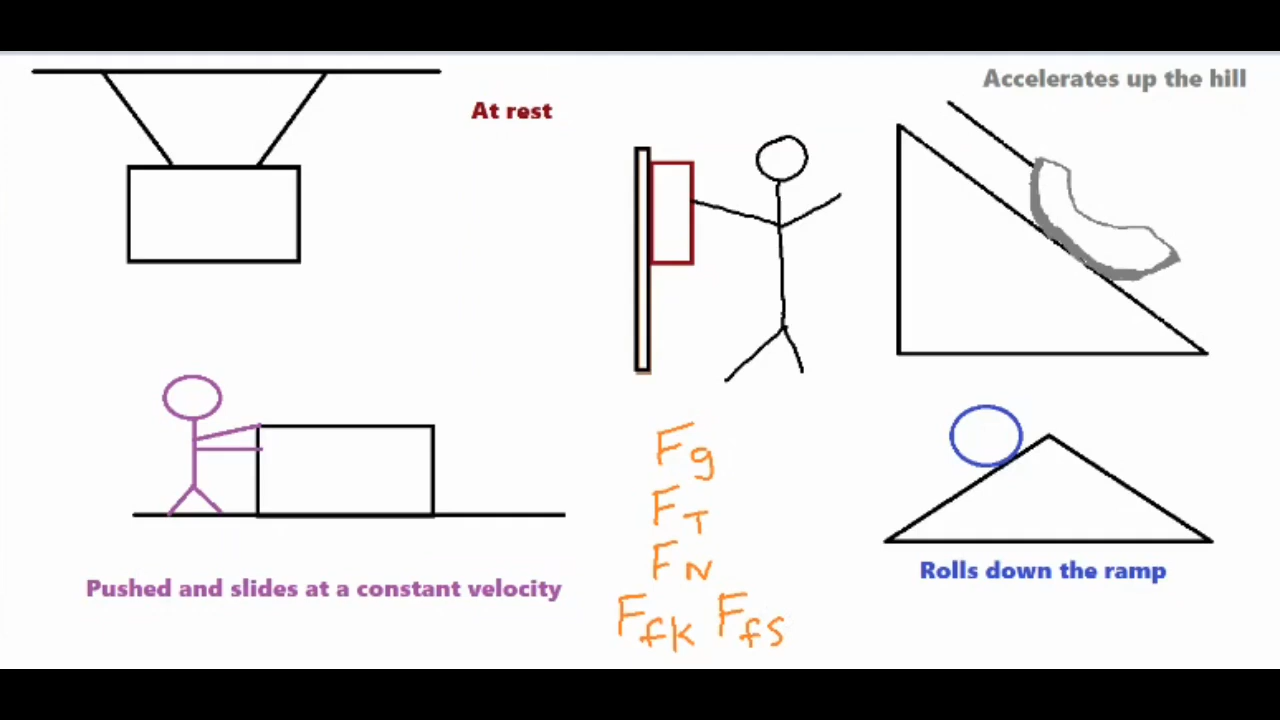 Accelerates up the hill
At rest
Fg
FT
FN
Ffk Ffs
Rolls down the ramp
Pushed and slides at a constant velocity